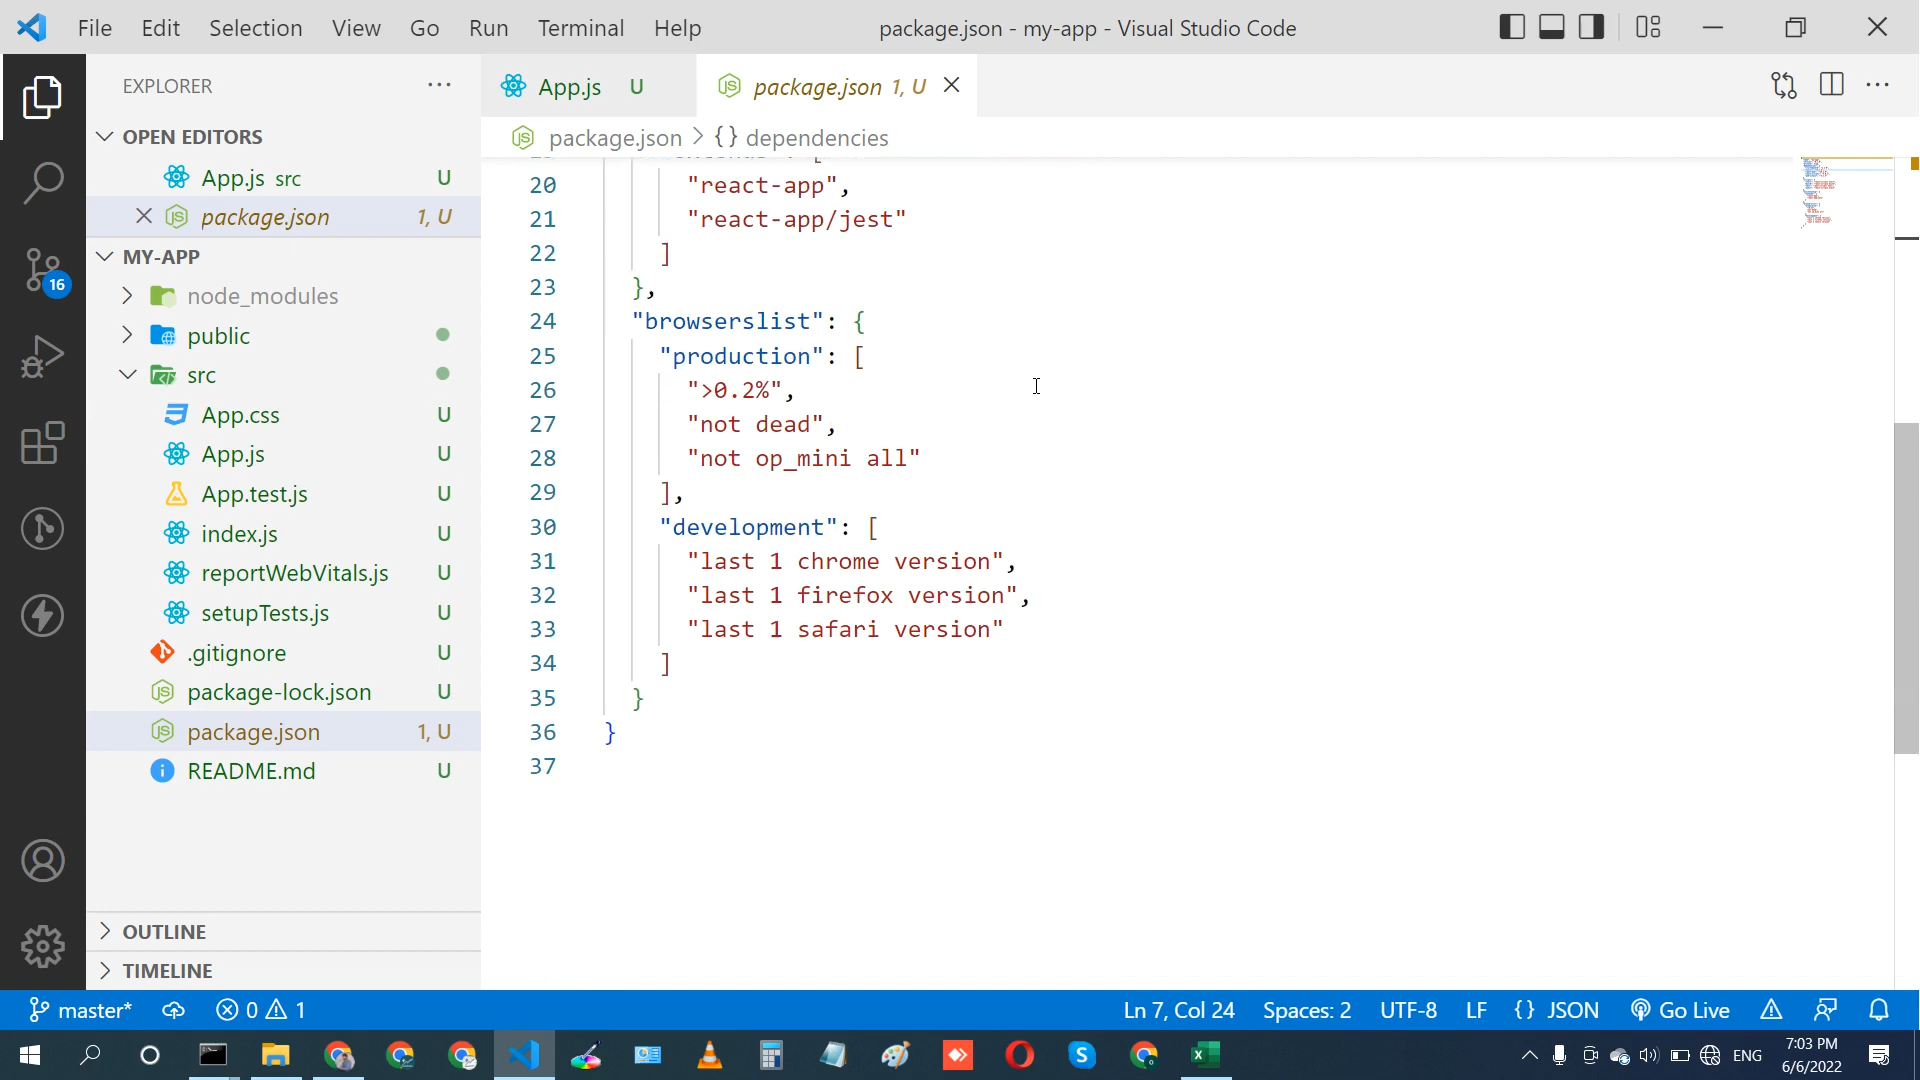 File Edit Selection View Go Run Terminal Help package.json - my-app - Visual Studio Code
EXPLORER
App.js U
package.json 1, U
OPEN EDITORS
package.json > {} dependencies
App.js src U
package.json 1, U
MY-APP
node_modules
public
src
App.css U
App.js U
App.test.js U
index.js U
reportWebVitals.js U
setupTests.js U
.gitignore U
package-lock.json U
package.json 1, U
README.md U
OUTLINE
TIMELINE
16
20 "react-app",
21 "react-app/jest"
22 ]
23 },
24 "browserslist": {
25 "production": [
26 ">0.2%",
27 "not dead",
28 "not op_mini all"
29 ],
30 "development": [
31 "last 1 chrome version",
32 "last 1 firefox version",
33 "last 1 safari version"
34 ]
35 }
36 }
37
master* 0 1 Ln 7, Col 24 Spaces: 2 UTF-8 LF {} JSON Go Live
ENG 7:03 PM
6/6/2022